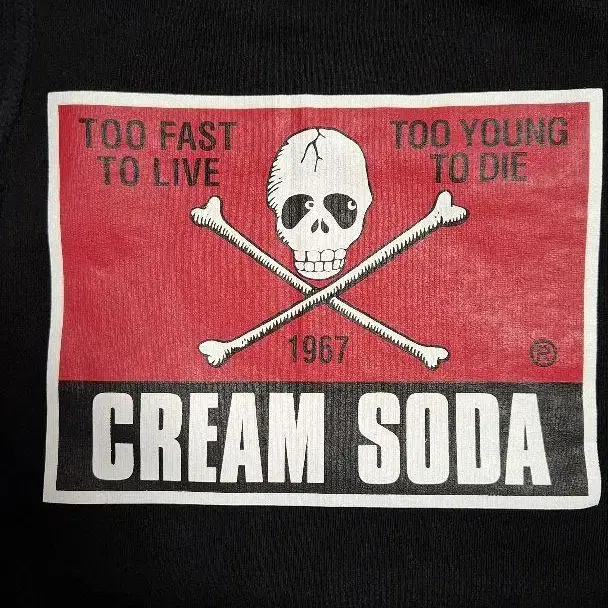 TOO FAST
TO LIVE
TOO YOUNG
TO DIE
1967
®
CREAM SODA